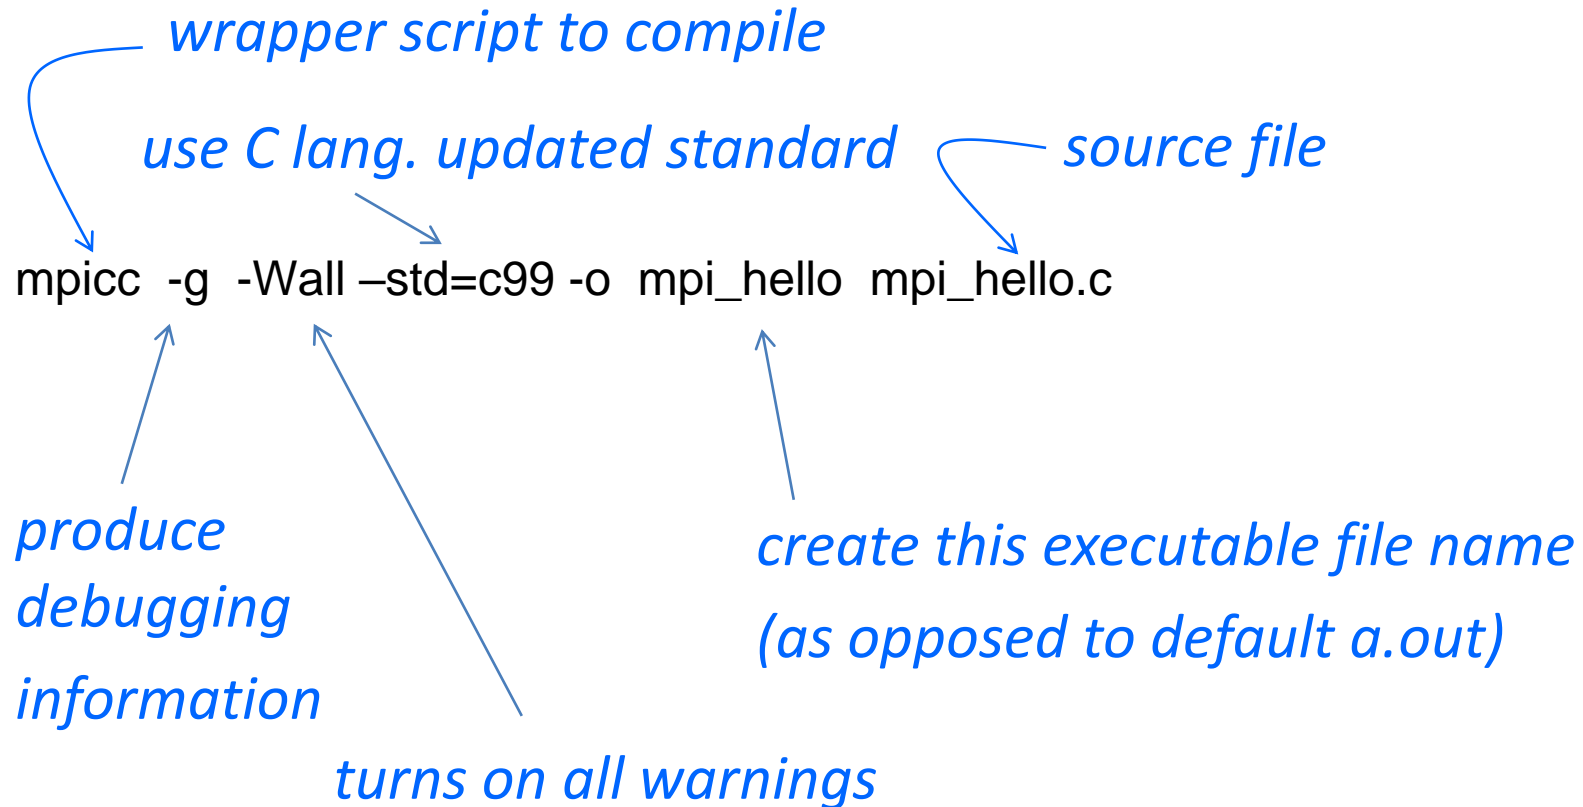 wrapper script to compile
use C lang. updated standard
source file
mpicc -g -Wall –std=c99 -o mpi_hello mpi_hello.c
produce
debugging
information
create this executable file name
(as opposed to default a.out)
turns on all warnings